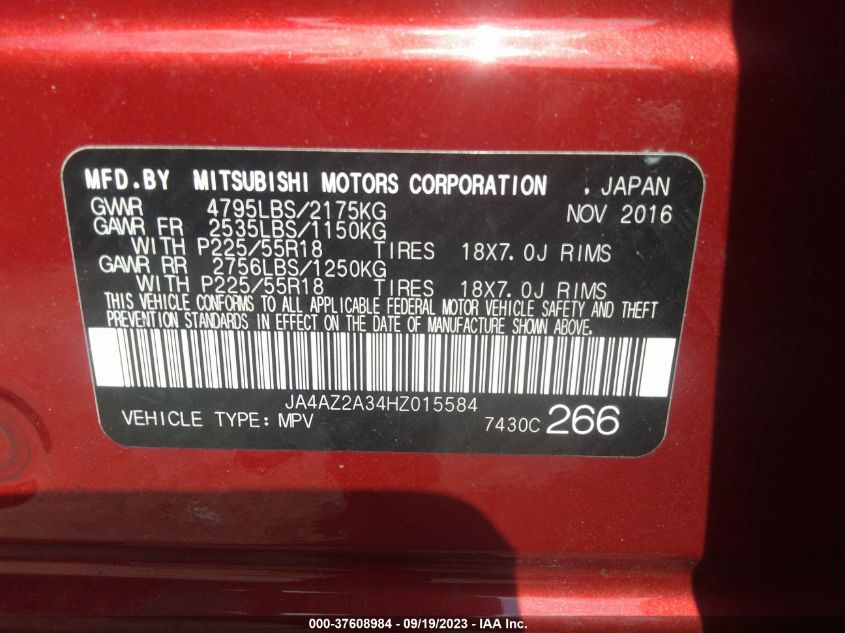 MFD.BY MITSUBISHI MOTORS CORPORATION . JAPAN
GVWR 4795LBS/2175KG NOV 2016
GAWR FR 2535LBS/1150KG
WITH P225/55R18 TIRES 18X7.0J RIMS
GAWR RR 2756LBS/1250KG
WITH P225/55R18 TIRES 18X7.0J RIMS
THIS VEHICLE CONFORMS TO ALL APPLICABLE FEDERAL MOTOR VEHICLE SAFETY AND THEFT
PREVENTION STANDARDS IN EFFECT ON THE DATE OF MANUFACTURE SHOWN ABOVE.
JA4AZ2A34HZ015584
VEHICLE TYPE: MPV 7430C 266
000-37608984 - 09/19/2023 - IAA Inc.